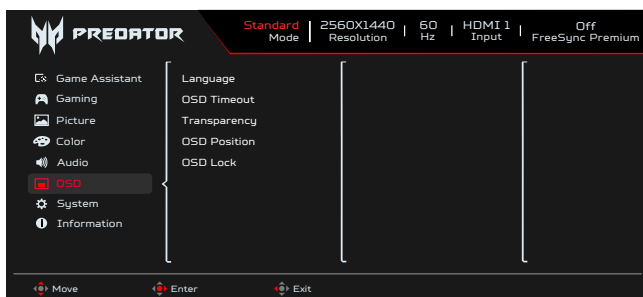 PREDATOR
Standard 2560X1440 60 HDMI 1 Off
Mode Resolution Hz Input FreeSync Premium
Game Assistant Language
Gaming OSD Timeout
Picture Transparency
Color OSD Position
Audio OSD Lock
OSD
System
Information
Move Enter Exit